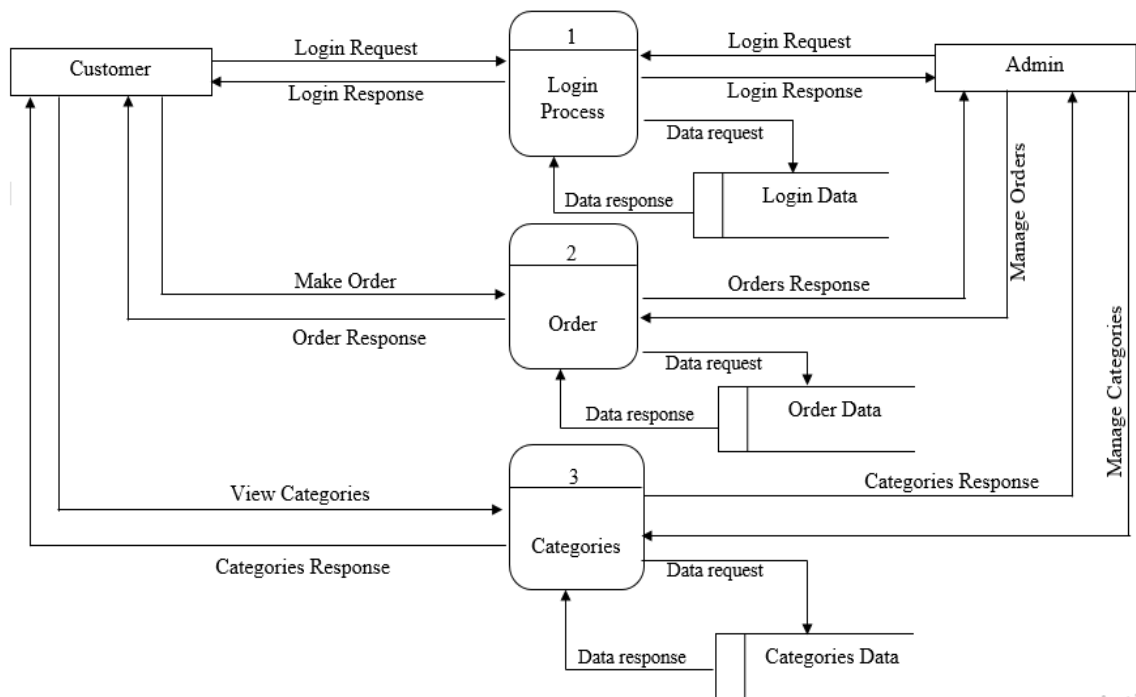 1
Login Request
Login Request
Customer
Admin
Login
Process
Login Response
Login Response
Data request
Login Data
Data response
Manage Orders
2
Make Order
Orders Response
Order
Order Response
Data request
Order Data
Data response
Manage Categories
3
View Categories
Categories Response
Categories
Categories Response
Data request
Data response
Categories Data